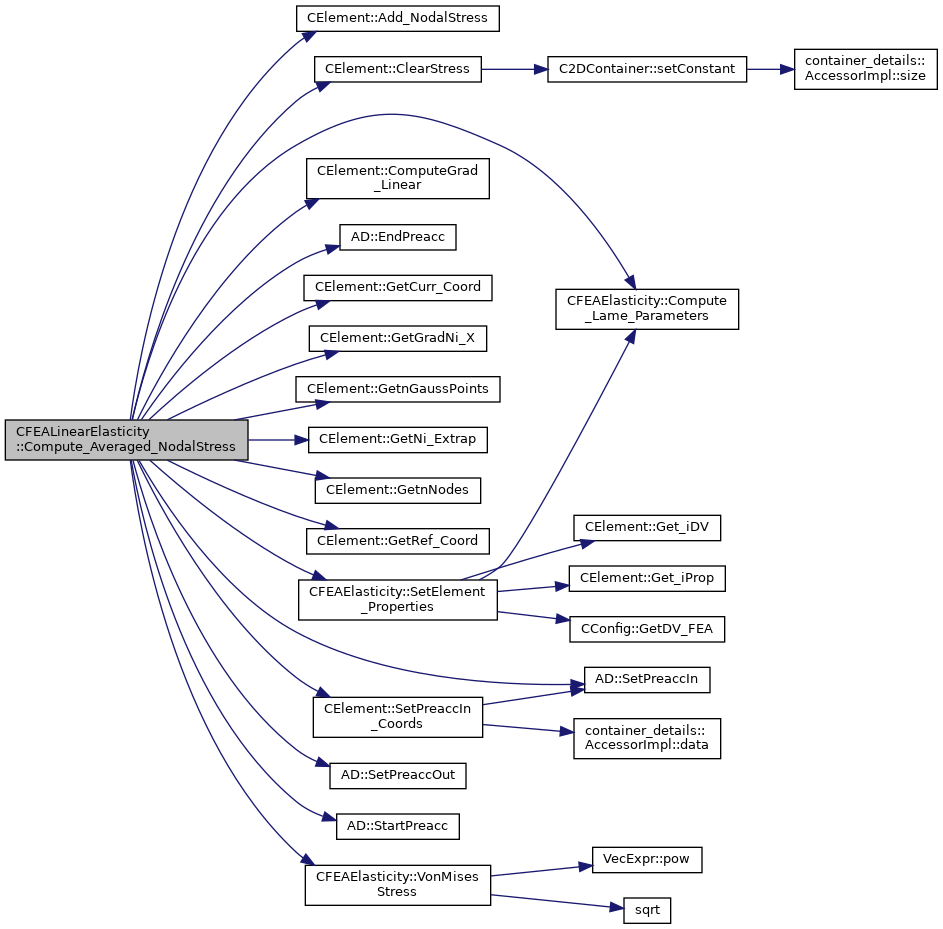 CFEALinearElasticity
::Compute_Averaged_NodalStress
CElement::Add_NodalStress
CElement::ClearStress
C2DContainer::setConstant
container_details::
AccessorImpl::size
CElement::ComputeGrad
_Linear
AD::EndPreacc
CElement::GetCurr_Coord
CFEAElasticity::Compute
_Lame_Parameters
CElement::GetGradNi_X
CElement::GetnGaussPoints
CElement::GetNi_Extrap
CElement::GetnNodes
CElement::GetRef_Coord
CFEAElasticity::SetElement
_Properties
CElement::Get_iDV
CElement::Get_iProp
CConfig::GetDV_FEA
AD::SetPreaccIn
CElement::SetPreaccIn
_Coords
container_details::
AccessorImpl::data
AD::SetPreaccOut
AD::StartPreacc
CFEAElasticity::VonMises
Stress
VecExpr::pow
sqrt